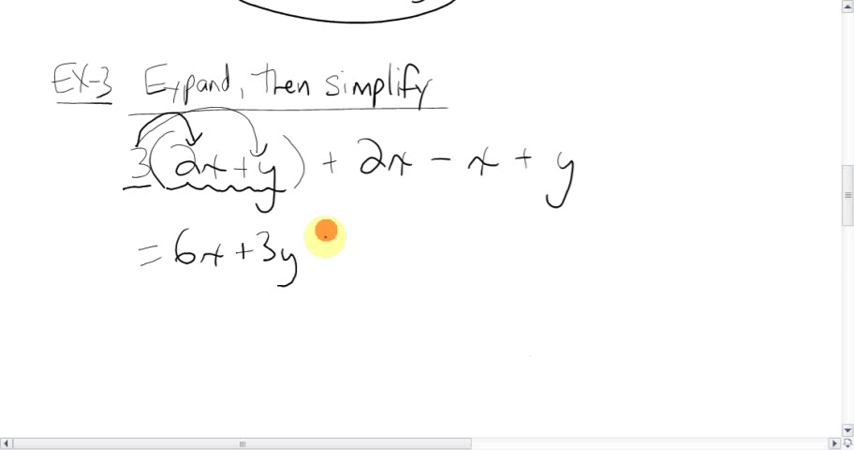 EX-3 Expand, then simplify
3(2x+y) + 2x - x + y
= 6x + 3y